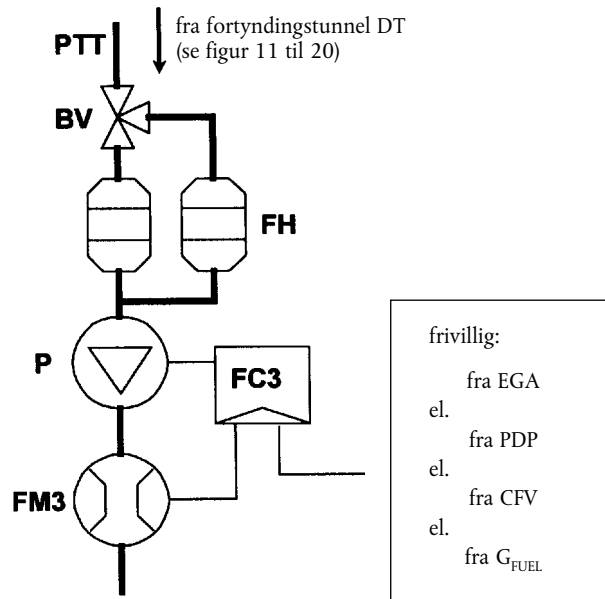 fra fortyndingstunnel DT
(se figur 11 til 20)
PTT
BV
FH
P
FC3
FM3
frivillig:
fra EGA
el.
fra PDP
el.
fra CFV
el.
fra G_FUEL